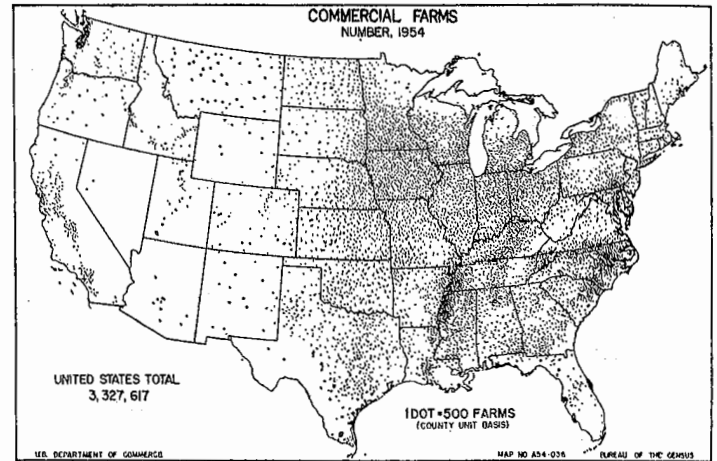 COMMERCIAL FARMS
NUMBER, 1954
UNITED STATES TOTAL
3,327,617
1 DOT=500 FARMS
(COUNTY UNIT BASIS)
U.S. DEPARTMENT OF COMMERCE
MAP NO A54-036
BUREAU OF THE CENSUS